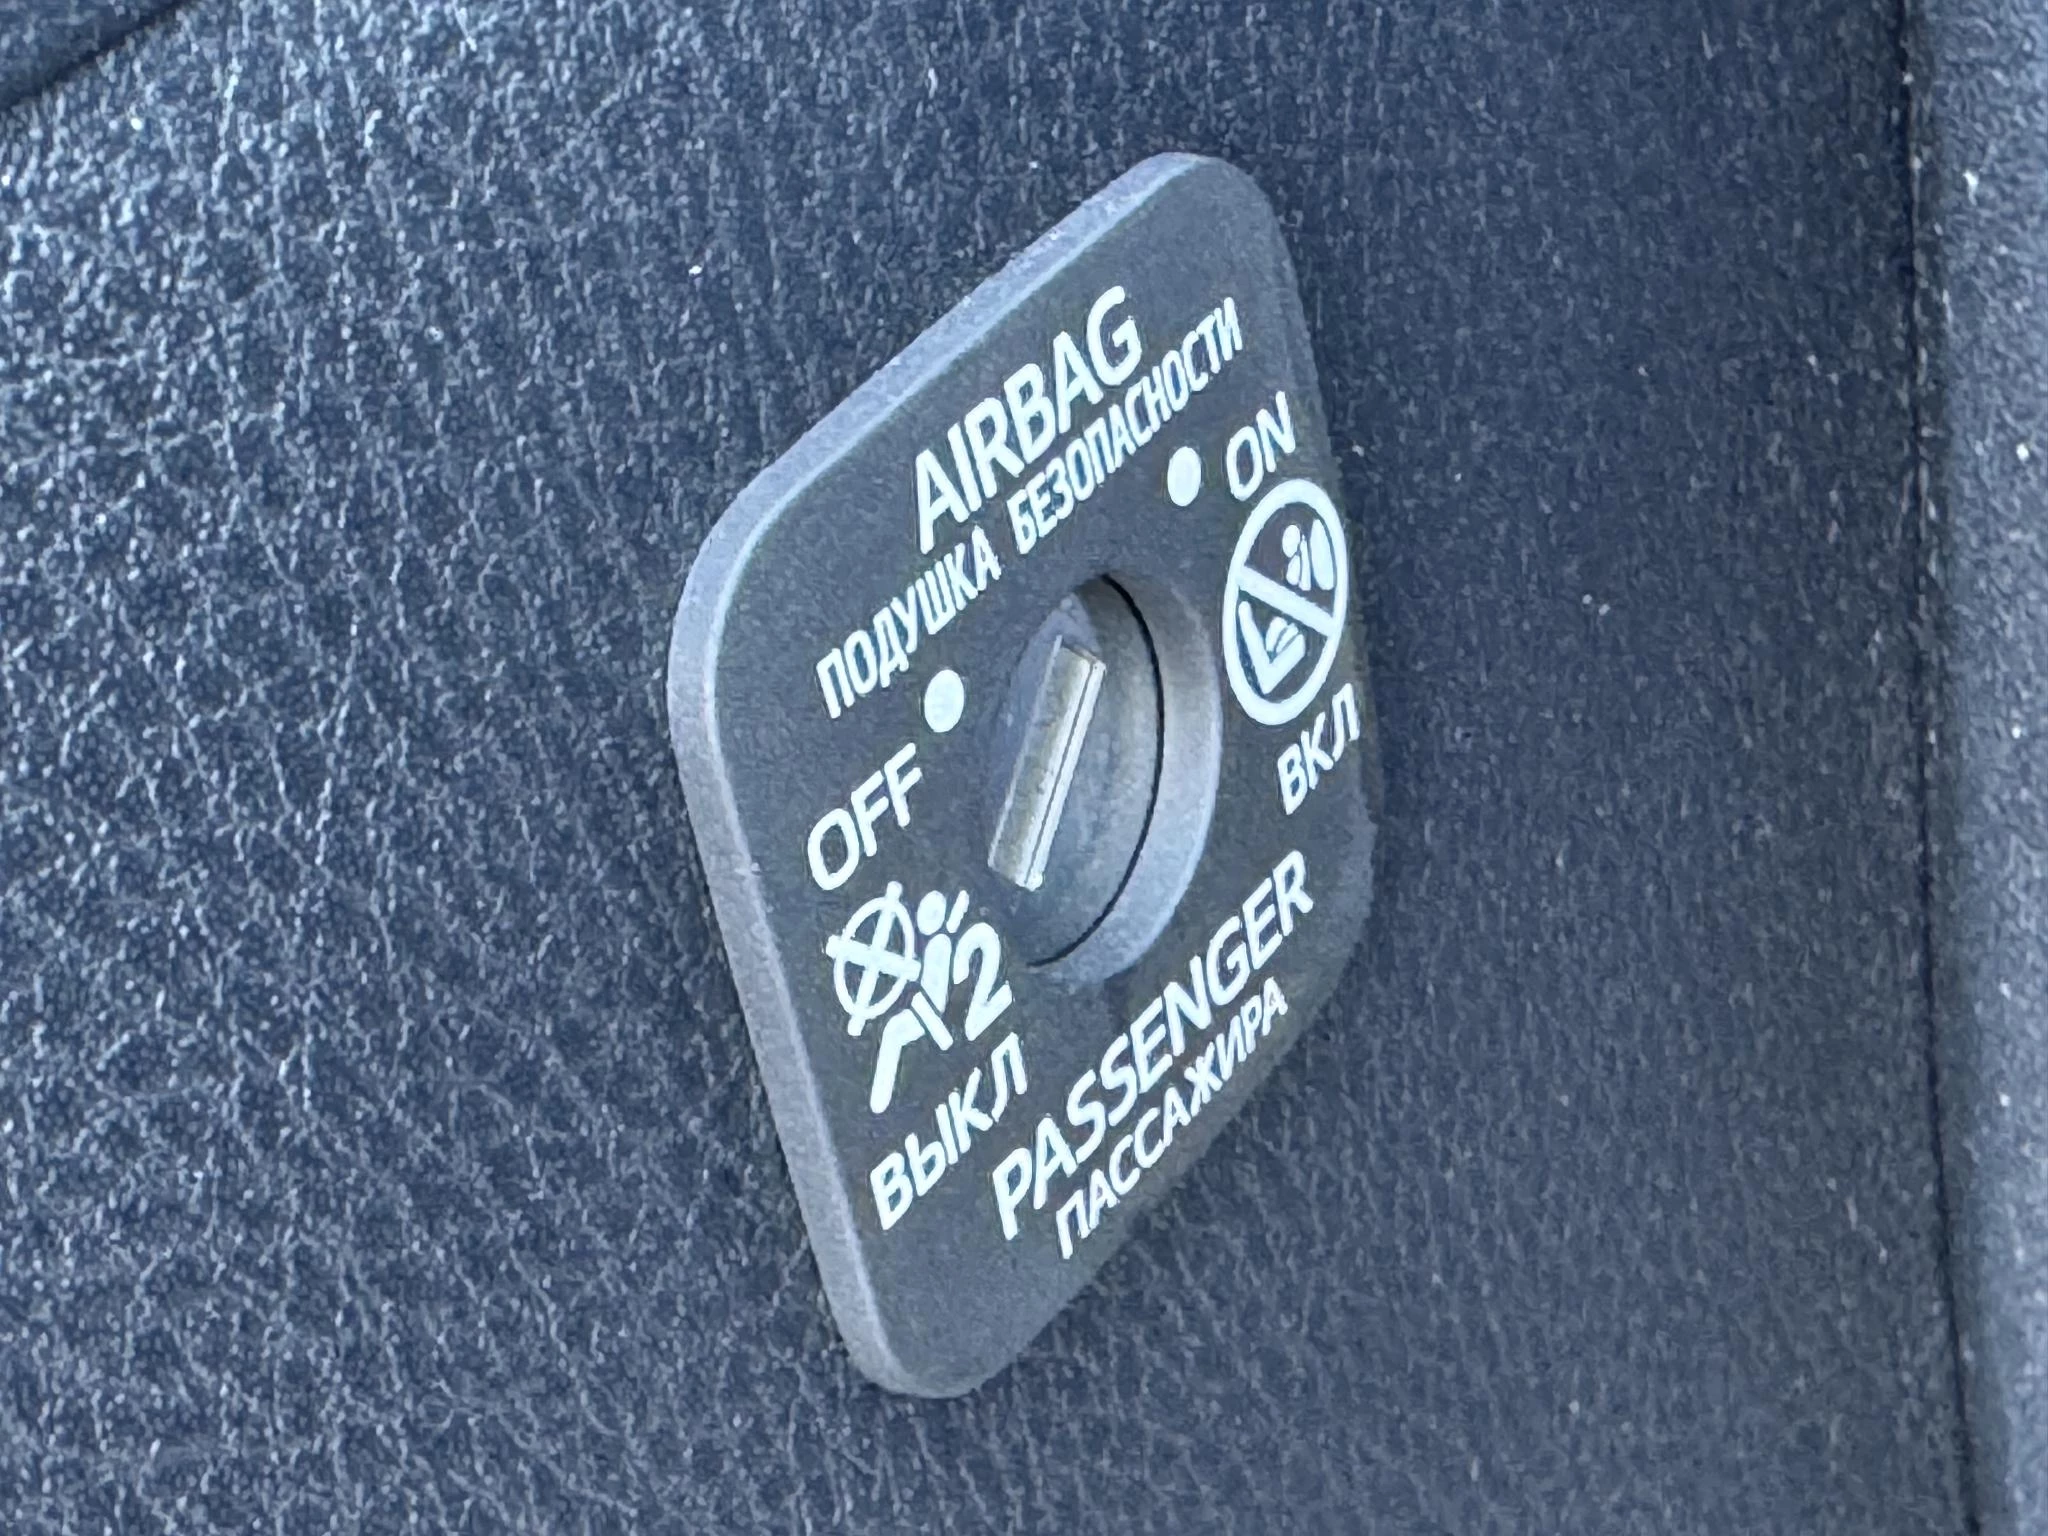 AIRBAG
ПОДУШКА БЕЗОПАСНОСТИ
OFF
ON
2
ВЫКЛ
ВКЛ
PASSENGER
ПАССАЖИРА